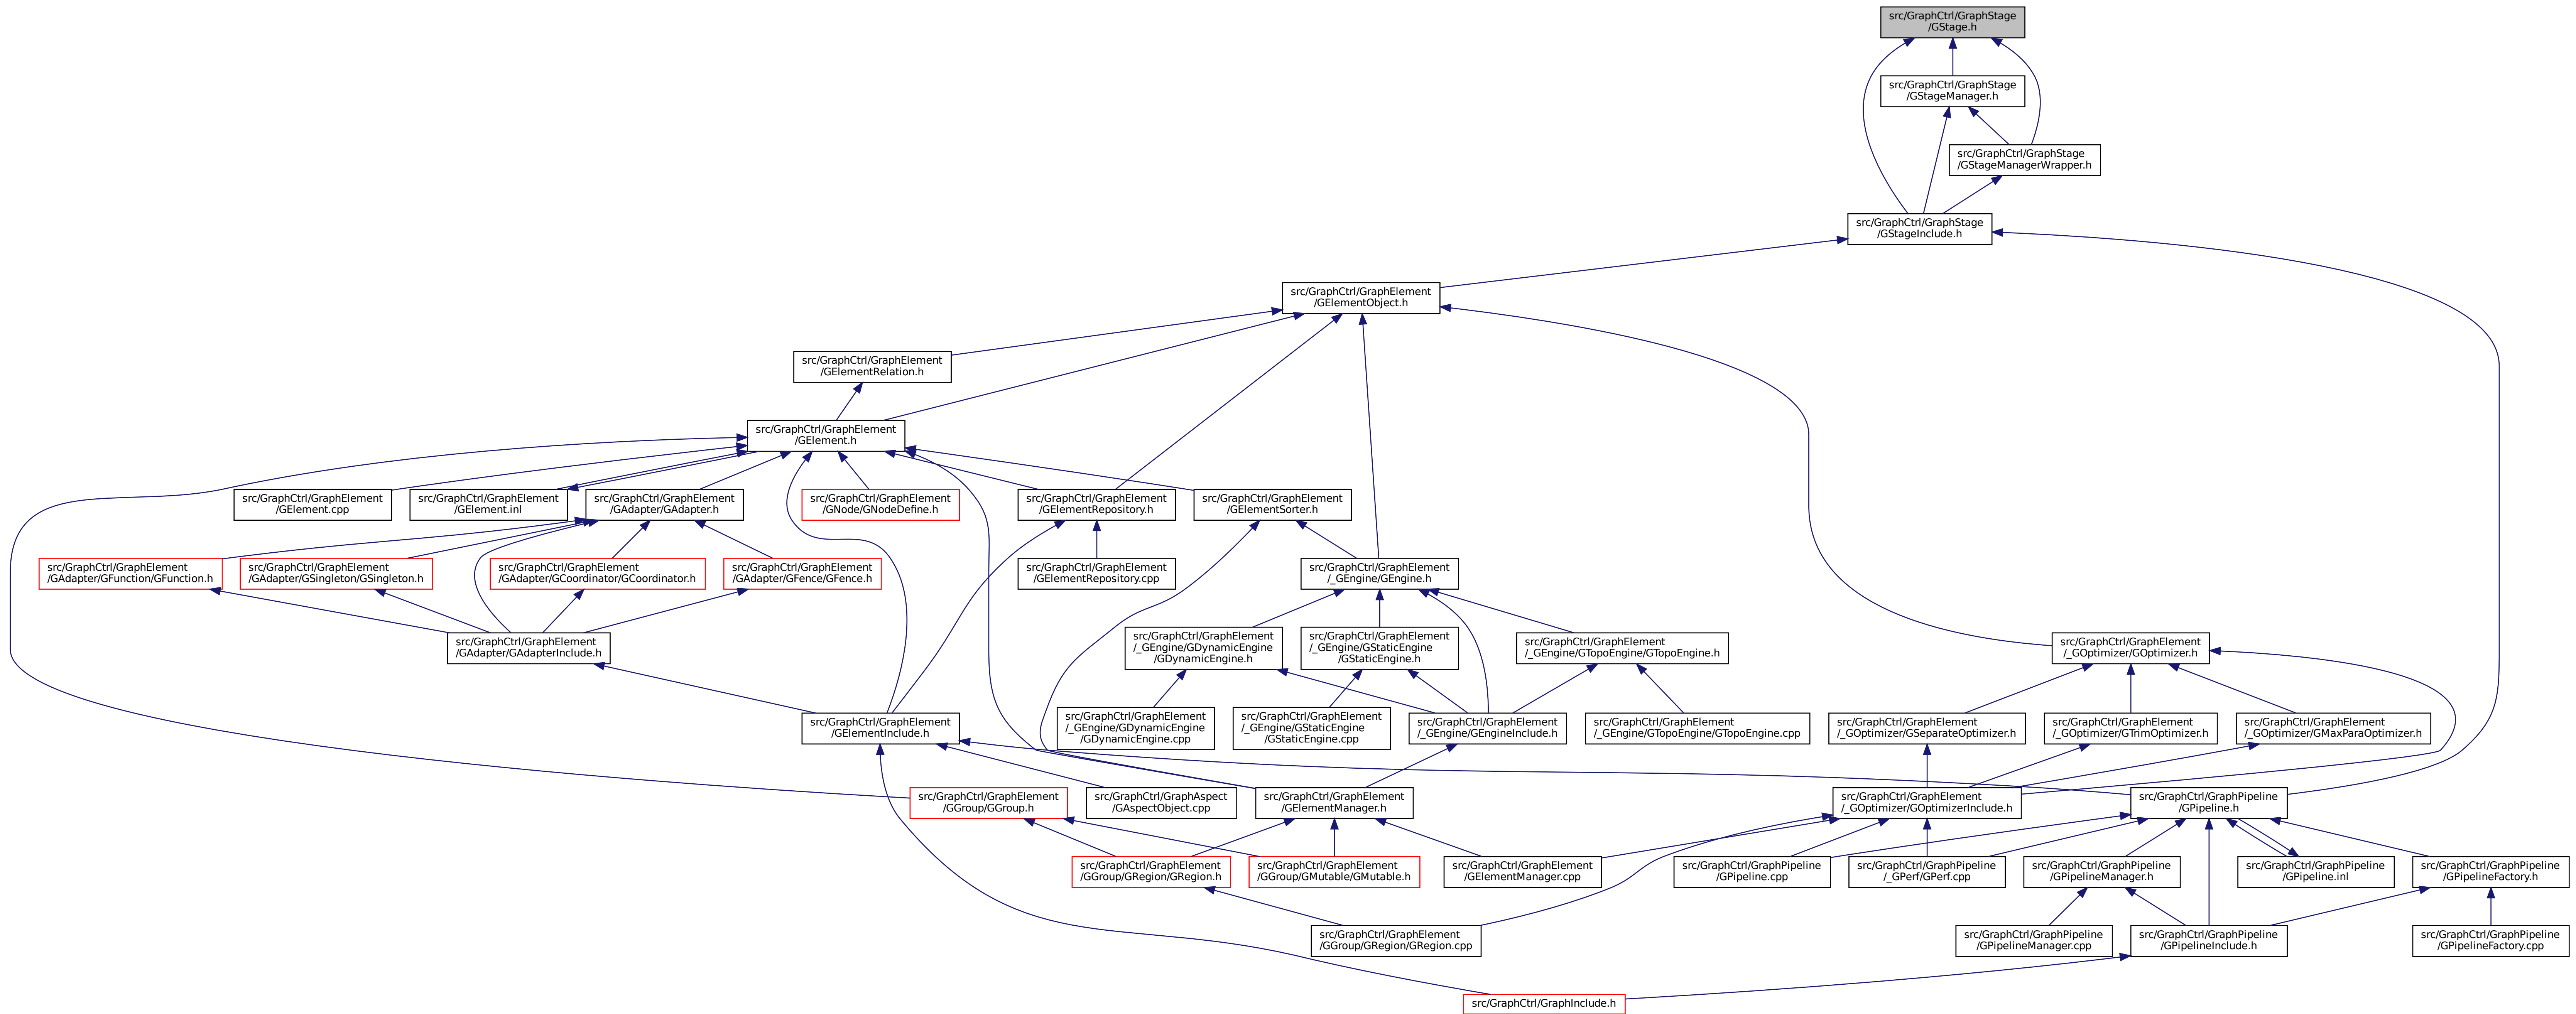 src/GraphCtrl/GraphStage
/GStage.h
src/GraphCtrl/GraphStage
/GStageManager.h
src/GraphCtrl/GraphStage
/GStageManagerWrapper.h
src/GraphCtrl/GraphStage
/GStageInclude.h
src/GraphCtrl/GraphElement
/GElementObject.h
src/GraphCtrl/GraphElement
/GElementRelation.h
src/GraphCtrl/GraphElement
/GElement.h
src/GraphCtrl/GraphElement
/GElement.cpp
src/GraphCtrl/GraphElement
/GElement.inl
src/GraphCtrl/GraphElement
/GAdapter/GAdapter.h
src/GraphCtrl/GraphElement
/GNode/GNodeDefine.h
src/GraphCtrl/GraphElement
/GElementRepository.h
src/GraphCtrl/GraphElement
/GElementSorter.h
src/GraphCtrl/GraphElement
/GAdapter/GFunction/GFunction.h
src/GraphCtrl/GraphElement
/GAdapter/GSingleton/GSingleton.h
src/GraphCtrl/GraphElement
/GAdapter/GCoordinator/GCoordinator.h
src/GraphCtrl/GraphElement
/GAdapter/GFence/GFence.h
src/GraphCtrl/GraphElement
/GElementRepository.cpp
src/GraphCtrl/GraphElement
/_GEngine/GEngine.h
src/GraphCtrl/GraphElement
/GAdapter/GAdapterInclude.h
src/GraphCtrl/GraphElement
/_GEngine/GDynamicEngine
/GDynamicEngine.h
src/GraphCtrl/GraphElement
/_GEngine/GStaticEngine
/GStaticEngine.h
src/GraphCtrl/GraphElement
/_GEngine/GTopoEngine/GTopoEngine.h
src/GraphCtrl/GraphElement
/_GOptimizer/GOptimizer.h
src/GraphCtrl/GraphElement
/GElementInclude.h
src/GraphCtrl/GraphElement
/_GEngine/GDynamicEngine
/GDynamicEngine.cpp
src/GraphCtrl/GraphElement
/_GEngine/GStaticEngine
/GStaticEngine.cpp
src/GraphCtrl/GraphElement
/_GEngine/GEngineInclude.h
src/GraphCtrl/GraphElement
/_GEngine/GTopoEngine/GTopoEngine.cpp
src/GraphCtrl/GraphElement
/_GOptimizer/GSeparateOptimizer.h
src/GraphCtrl/GraphElement
/_GOptimizer/GTrimOptimizer.h
src/GraphCtrl/GraphElement
/_GOptimizer/GMaxParaOptimizer.h
src/GraphCtrl/GraphElement
/GGroup/GGroup.h
src/GraphCtrl/GraphAspect
/GAspectObject.cpp
src/GraphCtrl/GraphElement
/GElementManager.h
src/GraphCtrl/GraphElement
/_GOptimizer/GOptimizerInclude.h
src/GraphCtrl/GraphPipeline
/GPipeline.h
src/GraphCtrl/GraphElement
/GGroup/GRegion/GRegion.h
src/GraphCtrl/GraphElement
/GGroup/GMutable/GMutable.h
src/GraphCtrl/GraphElement
/GElementManager.cpp
src/GraphCtrl/GraphPipeline
/GPipeline.cpp
src/GraphCtrl/GraphPipeline
/_GPerf/GPerf.cpp
src/GraphCtrl/GraphPipeline
/GPipelineManager.h
src/GraphCtrl/GraphPipeline
/GPipeline.inl
src/GraphCtrl/GraphPipeline
/GPipelineFactory.h
src/GraphCtrl/GraphElement
/GGroup/GRegion/GRegion.cpp
src/GraphCtrl/GraphPipeline
/GPipelineManager.cpp
src/GraphCtrl/GraphPipeline
/GPipelineInclude.h
src/GraphCtrl/GraphPipeline
/GPipelineFactory.cpp
src/GraphCtrl/GraphInclude.h